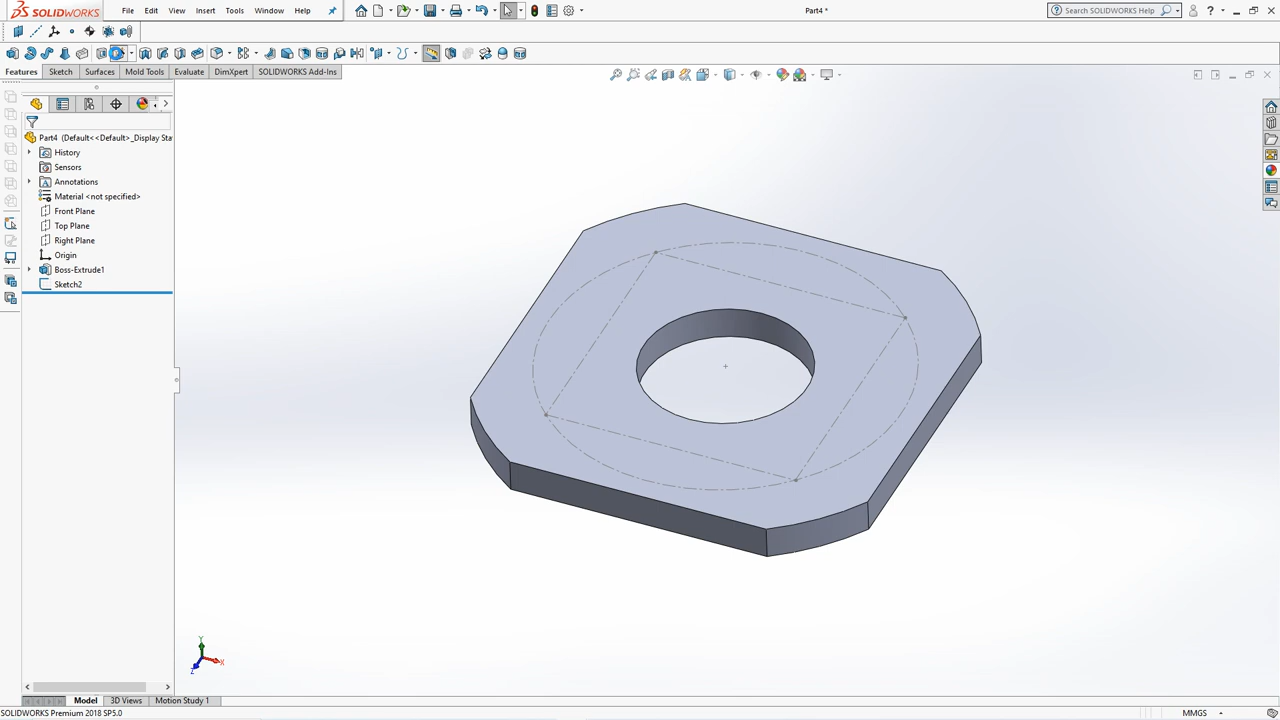 SOLIDWORKS File Edit View Insert Tools Window Help Part4 * Search SOLIDWORKS Help ?
Features Sketch Surfaces Mold Tools Evaluate DimXpert SOLIDWORKS Add-Ins
Part4 (Default<<Default>_Display Sta
History
Sensors
Annotations
Material <not specified>
Front Plane
Top Plane
Right Plane
Origin
Boss-Extrude1
Sketch2
Y
X
Z
Model 3D Views Motion Study 1
SOLIDWORKS Premium 2018 SP5.0 MMGS